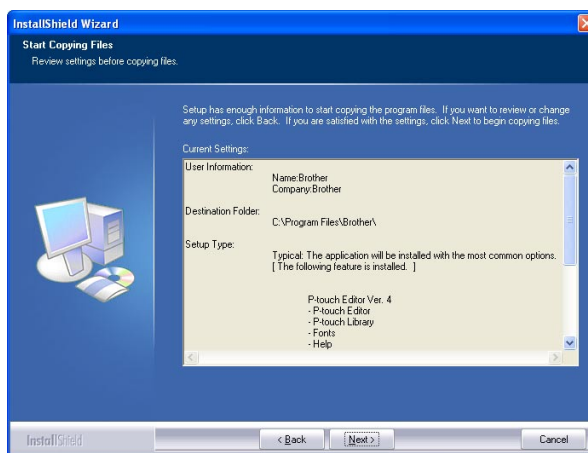 InstallShield Wizard
Start Copying Files
Review settings before copying files.
Setup has enough information to start copying the program files.  If you want to review or change
any settings, click Back.  If you are satisfied with the settings, click Next to begin copying files.
Current Settings:
User Information:
Name:Brother
Company:Brother
Destination Folder:
C:\Program Files\Brother\
Setup Type:
Typical: The application will be installed with the most common options.
[ The following feature is installed.  ]
P-touch Editor Ver. 4
- P-touch Editor
- P-touch Library
- Fonts
- Help
InstallShield
< Back
Next >
Cancel